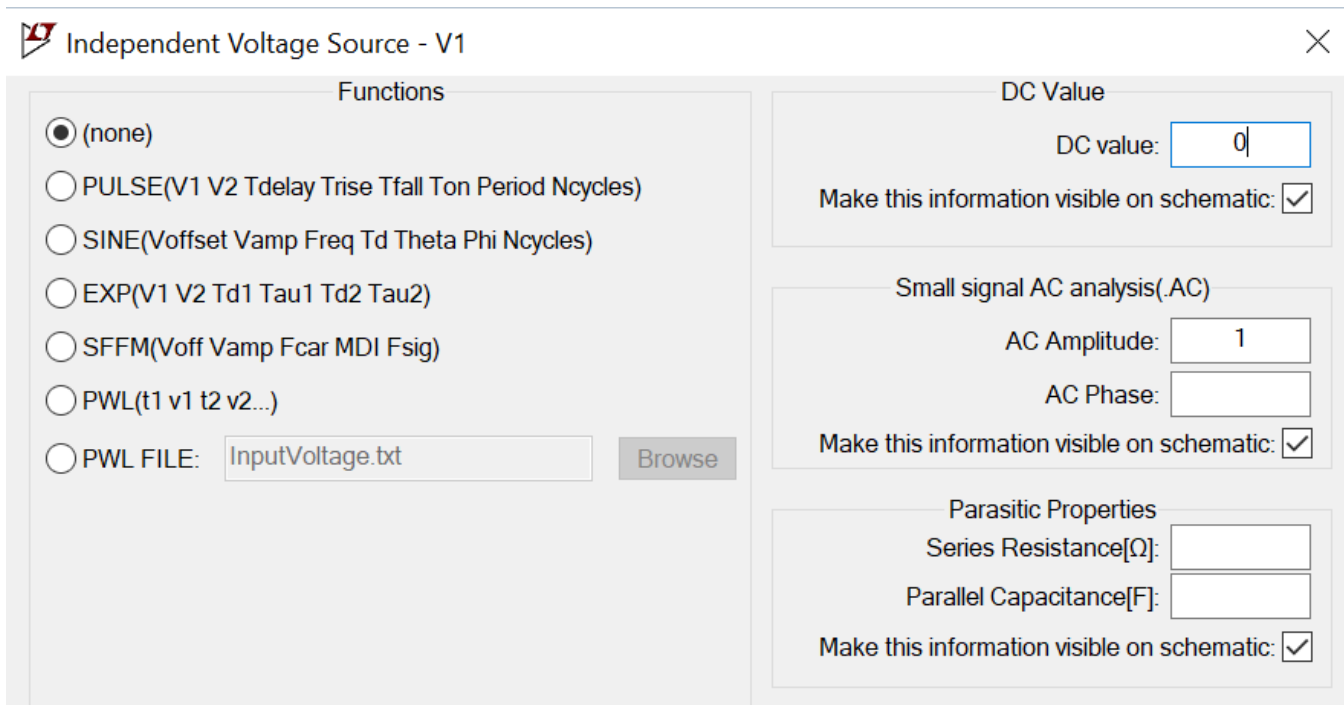 Independent Voltage Source - V1
Functions
(none)
PULSE(V1 V2 Tdelay Trise Tfall Ton Period Ncycles)
SINE(Voffset Vamp Freq Td Theta Phi Ncycles)
EXP(V1 V2 Td1 Tau1 Td2 Tau2)
SFFM(Voff Vamp Fcar MDI Fsig)
PWL(t1 v1 t2 v2...)
PWL FILE: InputVoltage.txt Browse
DC Value
DC value: 0
Make this information visible on schematic:
Small signal AC analysis(.AC)
AC Amplitude: 1
AC Phase:
Make this information visible on schematic:
Parasitic Properties
Series Resistance[Ω]:
Parallel Capacitance[F]:
Make this information visible on schematic: